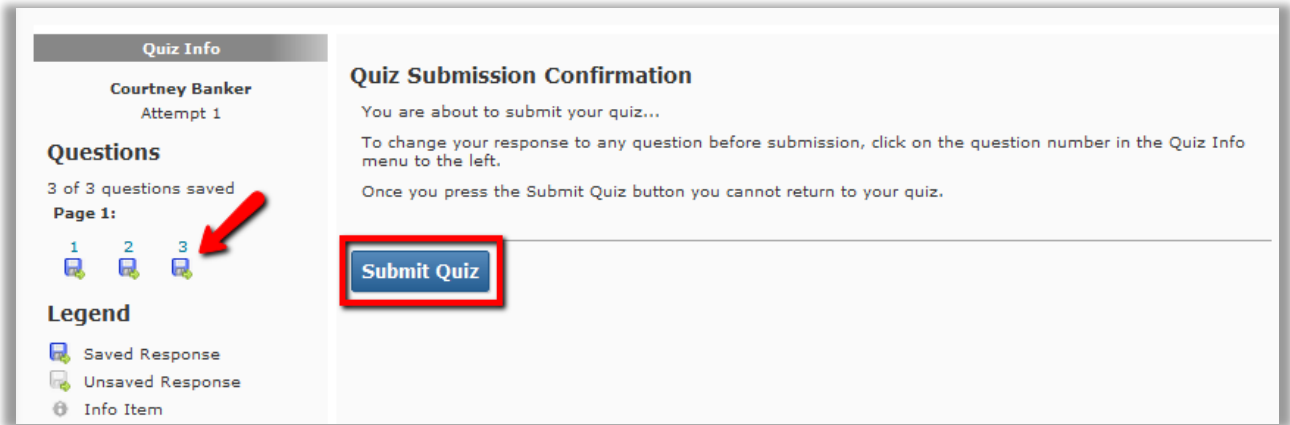 Quiz Info
Courtney Banker
Attempt 1
Questions
3 of 3 questions saved
Page 1:
1 2 3
Legend
Saved Response
Unsaved Response
Info Item
Quiz Submission Confirmation
You are about to submit your quiz...
To change your response to any question before submission, click on the question number in the Quiz Info
menu to the left.
Once you press the Submit Quiz button you cannot return to your quiz.
Submit Quiz